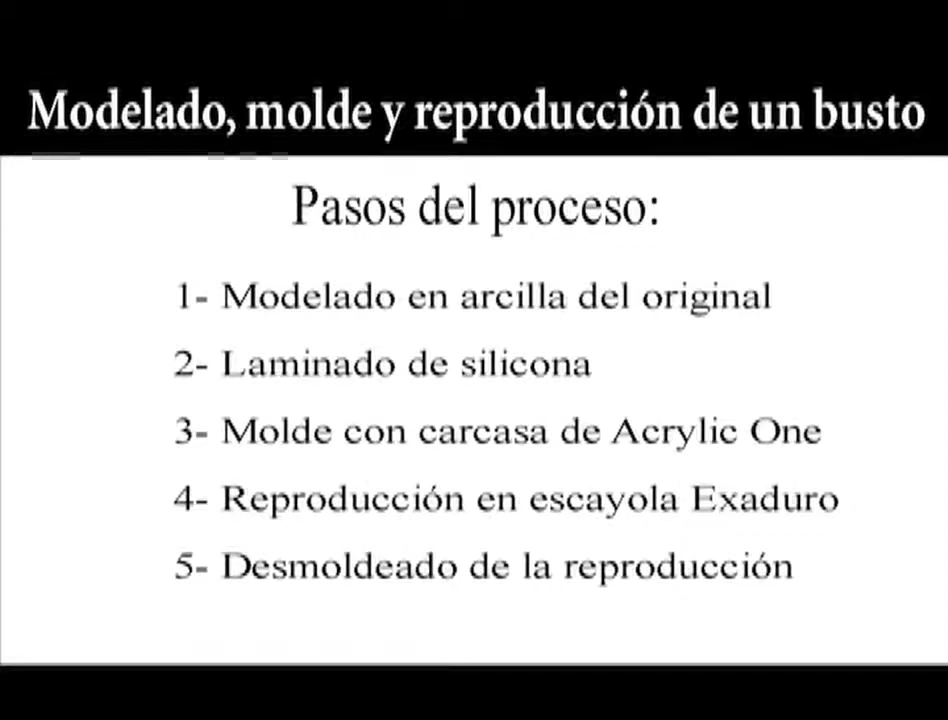 Modelado, molde y reproducción de un busto
Pasos del proceso:
1- Modelado en arcilla del original
2- Laminado de silicona
3- Molde con carcasa de Acrylic One
4- Reproducción en escayola Exaduro
5- Desmoldeado de la reproducción